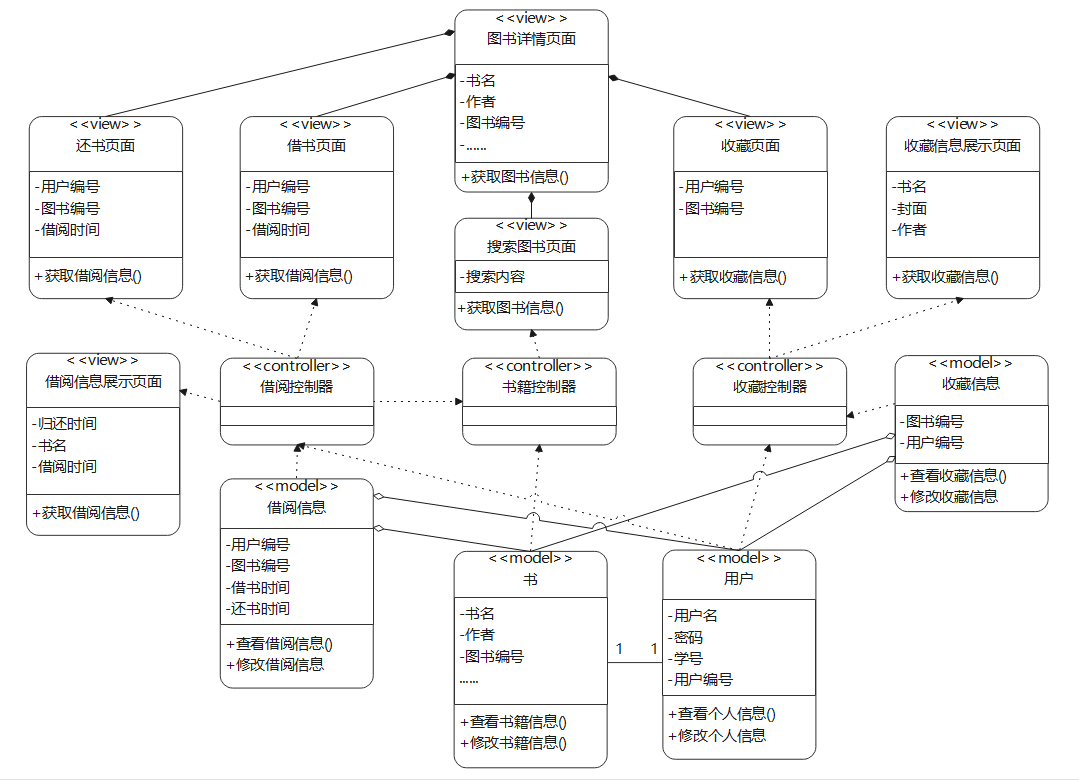 <<view>>
图书详情页面
-书名
-作者
-图书编号
-......
+获取图书信息()
<<view>>
还书页面
-用户编号
-图书编号
-借阅时间
+获取借阅信息()
<<view>>
借书页面
-用户编号
-图书编号
-借阅时间
+获取借阅信息()
<<view>>
搜索图书页面
-搜索内容
+获取图书信息()
<<view>>
收藏页面
-用户编号
-图书编号
+获取收藏信息()
<<view>>
收藏信息展示页面
-书名
-封面
-作者
+获取收藏信息()
<<view>>
借阅信息展示页面
-归还时间
-书名
-借阅时间
+获取借阅信息()
<<controller>>
借阅控制器
<<controller>>
书籍控制器
<<controller>>
收藏控制器
<<model>>
收藏信息
-图书编号
-用户编号
+查看收藏信息()
+修改收藏信息
<<model>>
借阅信息
-用户编号
-图书编号
-借书时间
-还书时间
+查看借阅信息()
+修改借阅信息
<<model>>
书
-书名
-作者
-图书编号
......
+查看书籍信息()
+修改书籍信息()
1 1
<<model>>
用户
-用户名
-密码
-学号
-用户编号
+查看个人信息()
+修改个人信息